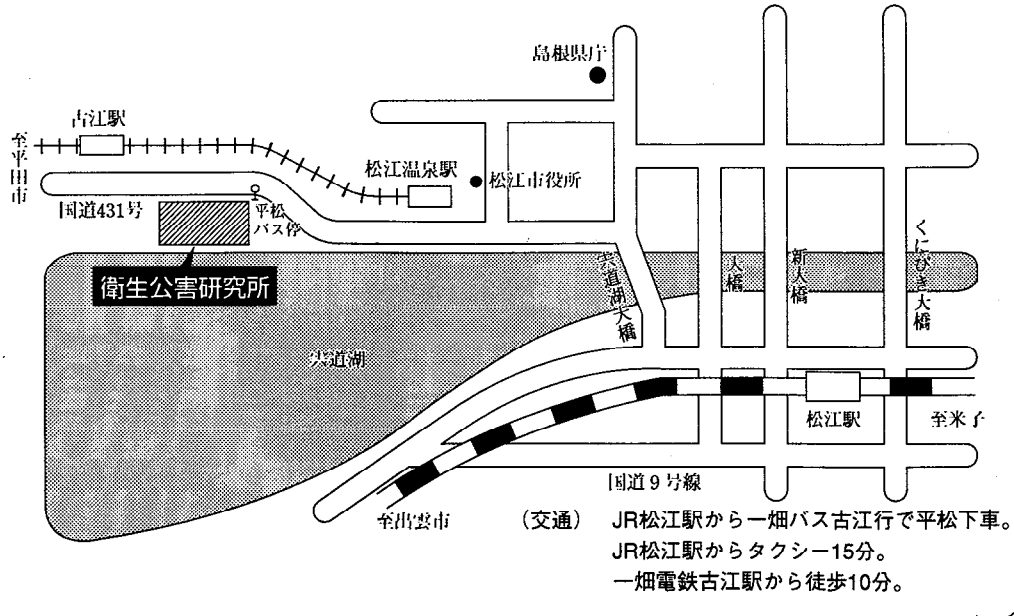 島根県庁
古江駅
至平田市
松江温泉駅
松江市役所
国道431号
平松
バス停
衛生公害研究所
宍道湖大橋
大橋
新大橋
くにびき大橋
宍道湖
松江駅
至米子
国道9号線
至出雲市
(交通) JR松江駅から一畑バス古江行で平松下車。
JR松江駅からタクシー15分。
一畑電鉄古江駅から徒歩10分。